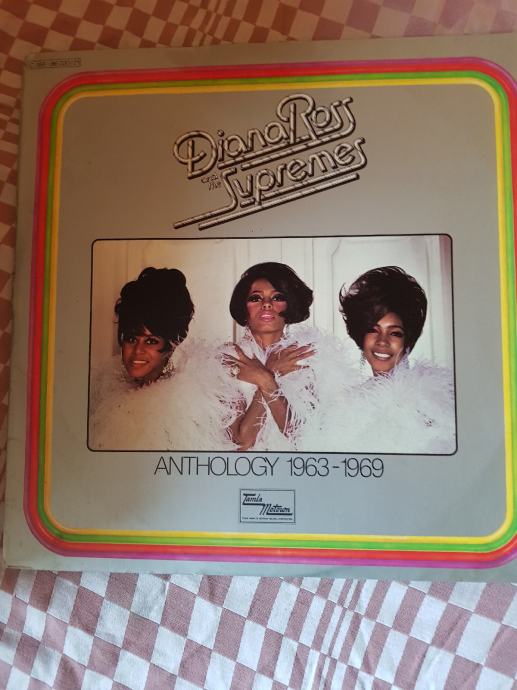 Diana Ross
and The
Supremes
ANTHOLOGY 1963-1969
Tamla
Motown